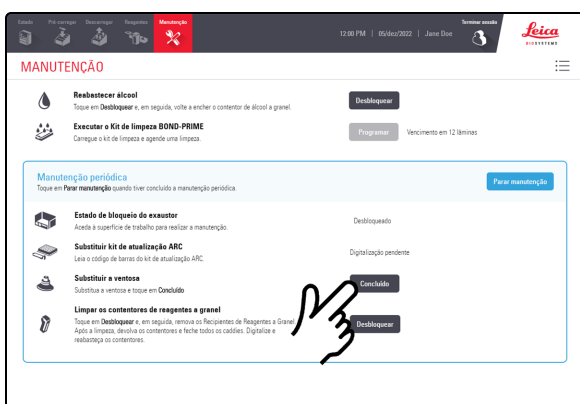 Estado Pré-carregar Descarregar Reagentes Manutenção
12:00 PM | 05/dez/2022 | Jane Doe
Terminar sessão
Leica
BIOSYSTEMS
MANUTENÇÃO
Reabastecer álcool
Toque em Desbloquear e, em seguida, volte a encher o contentor de álcool a granel.
Desbloquear
Executar o Kit de limpeza BOND-PRIME
Carregue o kit de limpeza e agende uma limpeza.
Programar
Vencimento em 12 lâminas
Manutenção periódica
Toque em Parar manutenção quando tiver concluído a manutenção periódica.
Parar manutenção
Estado de bloqueio do exaustor
Aceda à superfície de trabalho para realizar a manutenção.
Desbloqueado
Substituir kit de atualização ARC
Leia o código de barras do kit de atualização ARC.
Digitalização pendente
Substituir a ventosa
Substitua a ventosa e toque em Concluído
Concluído
Limpar os contentores de reagentes a granel
Toque em Desbloquear e, em seguida, remova os Recipientes de Reagentes a Granel.
Após a limpeza, devolva os contentores e feche todos os caddies. Digitalize e
reabasteça os contentores.
Desbloquear